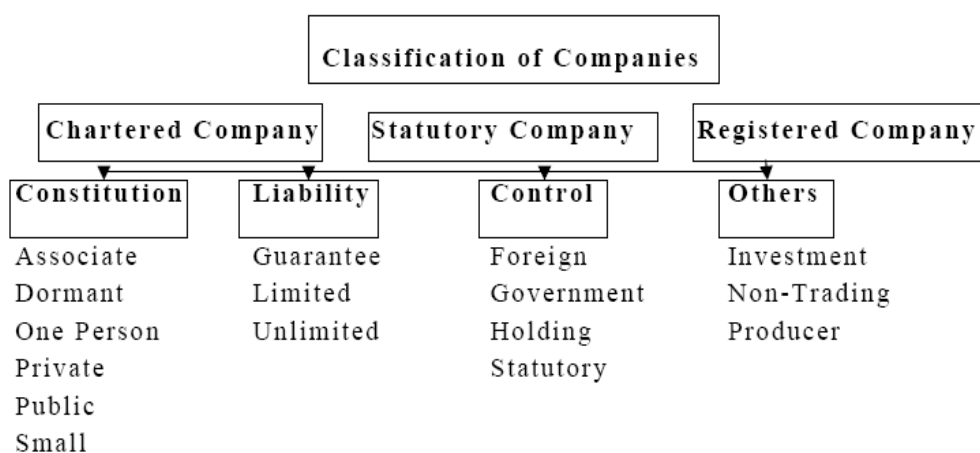 Classification of Companies
Chartered Company
Statutory Company
Registered Company
Constitution
Associate
Dormant
One Person
Private
Public
Small
Liability
Guarantee
Limited
Unlimited
Control
Foreign
Government
Holding
Statutory
Others
Investment
Non-Trading
Producer